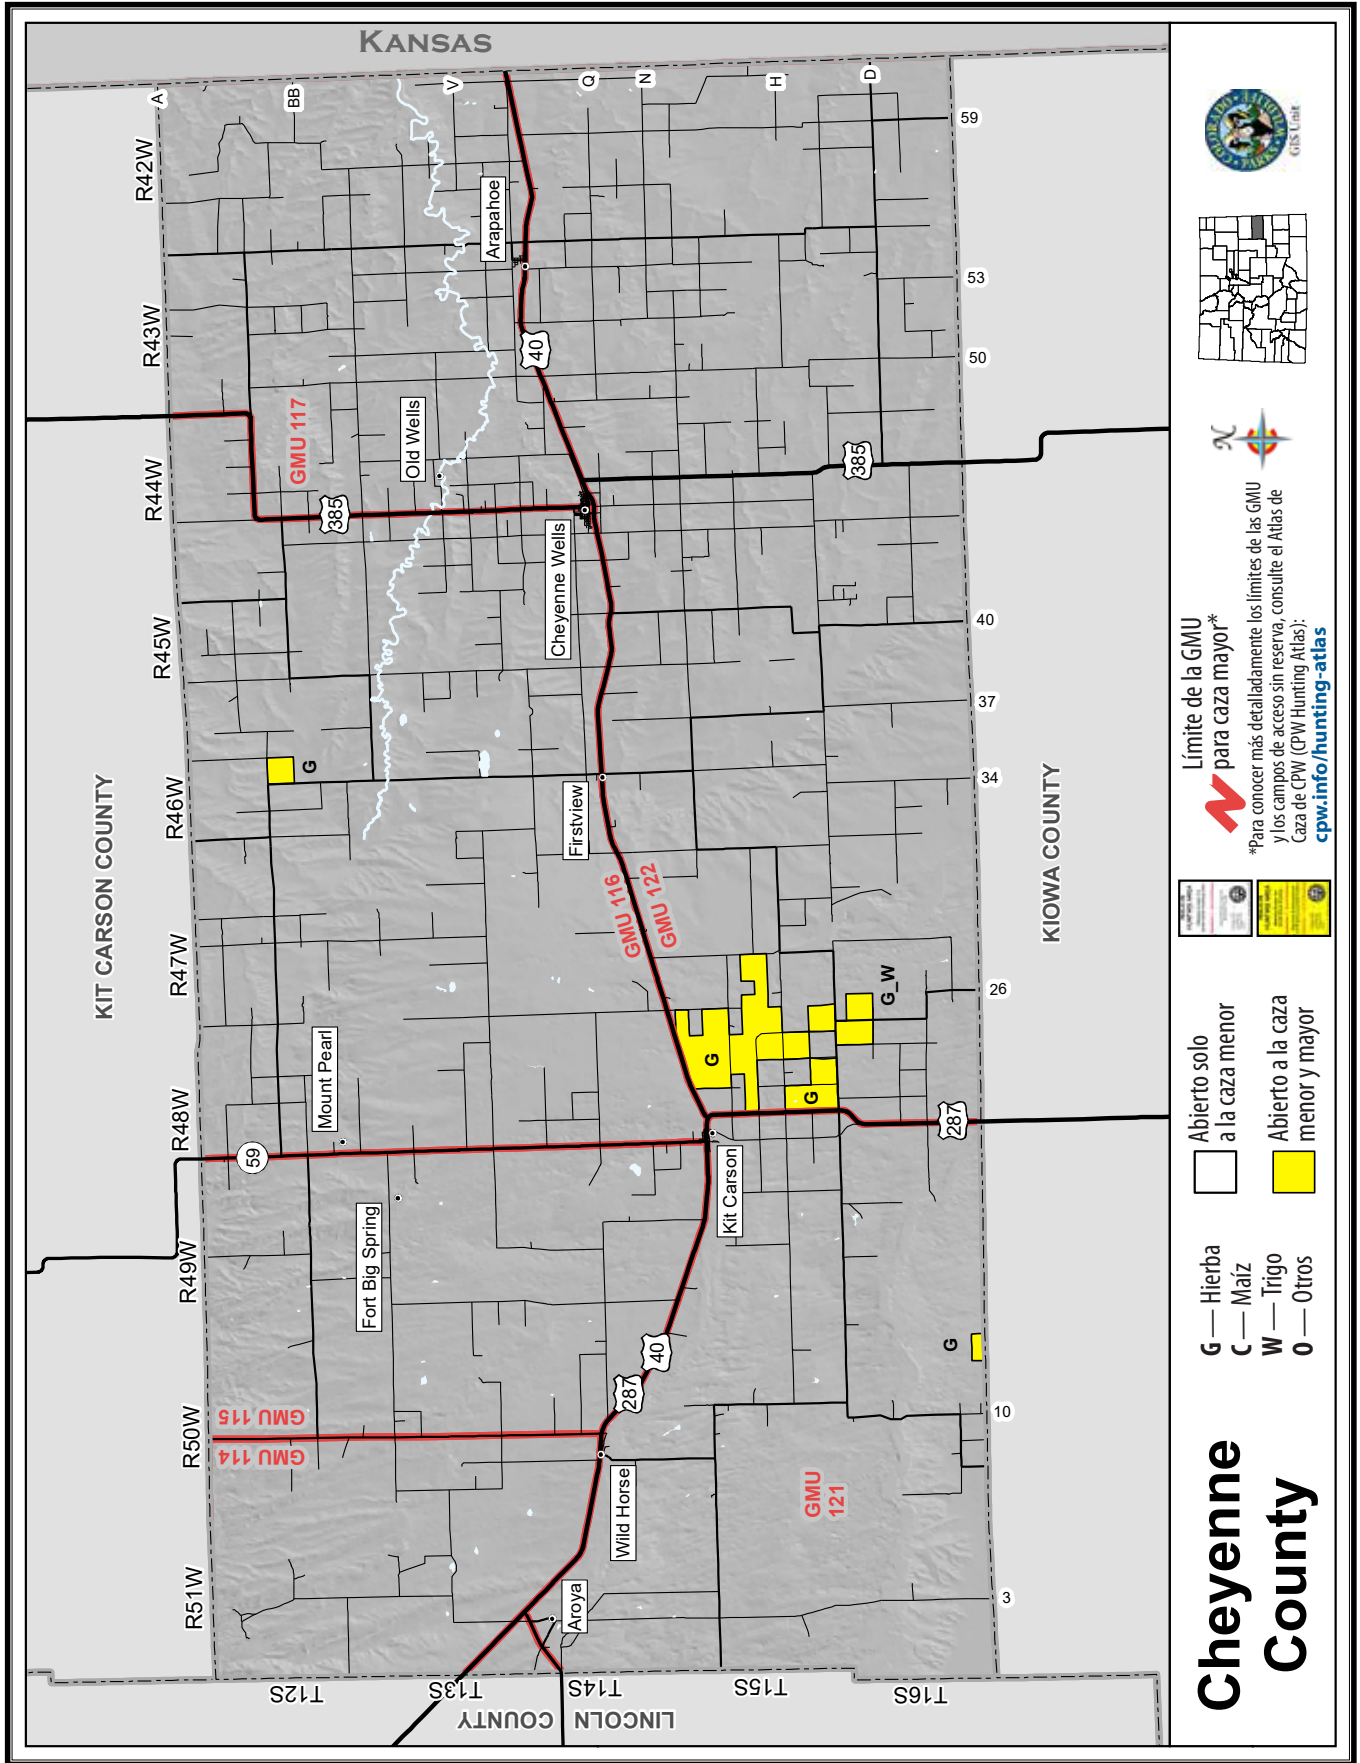 KANSAS
KIT CARSON COUNTY
KIOWA COUNTY
LINCOLN COUNTY
R51W
R50W
R49W
R48W
R47W
R46W
R45W
R44W
R43W
R42W
T12S
T13S
T14S
T15S
T16S
A
BB
V
Q
N
H
D
3
10
26
34
37
40
50
53
59
GMU 114
GMU 115
GMU 116
GMU 117
GMU
121
GMU 122
Aroya
Wild Horse
Fort Big Spring
Mount Pearl
Kit Carson
Firstview
Cheyenne Wells
Old Wells
Arapahoe
59
385
385
40
287
40
287
G
G
G
G
G_W
Cheyenne
County
G — Hierba
C — Maíz
W — Trigo
O — Otros
Abierto solo
a la caza menor
Abierto a la caza
menor y mayor
Límite de la GMU
para caza mayor*
*Para conocer más detalladamente los límites de las GMU
y los campos de acceso sin reserva, consulte el Atlas de
Caza de CPW (CPW Hunting Atlas):
cpw.info/hunting-atlas
N
COLORADO
PARKS
WILDLIFE
GIS Unit